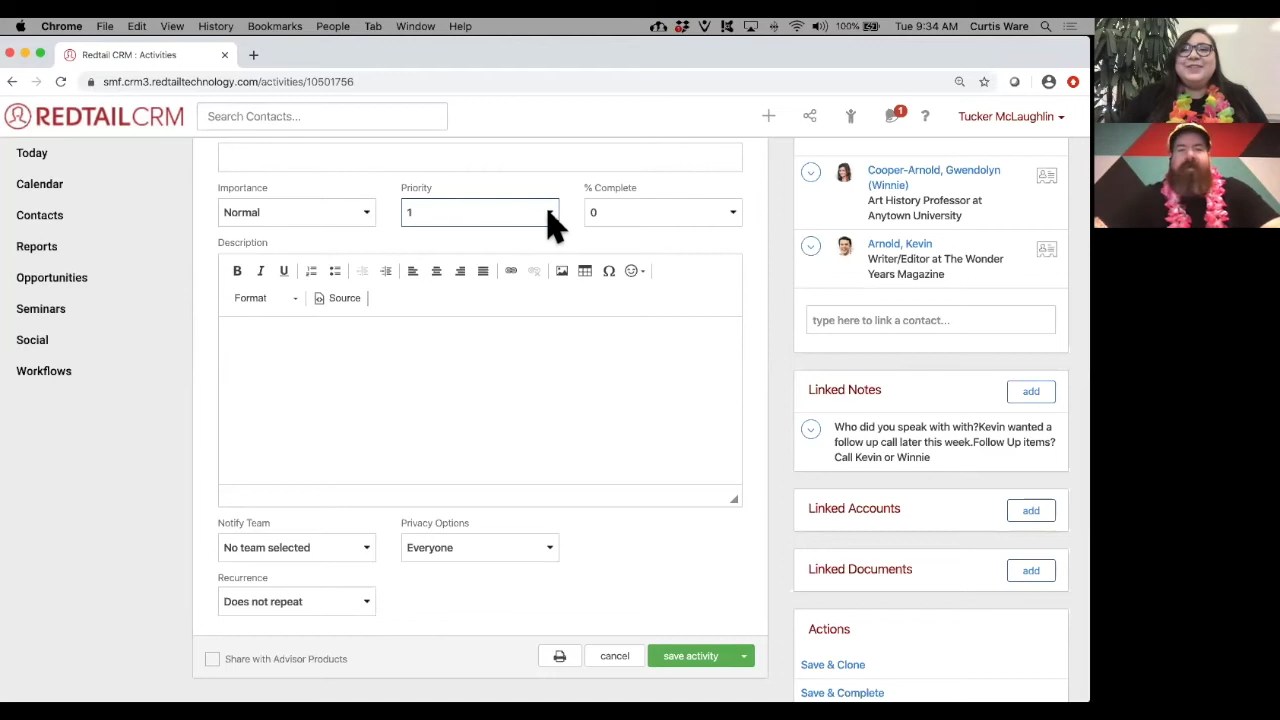 Chrome File Edit View History Bookmarks People Tab Window Help 100% Tue 9:34 AM Curtis Ware
Redtail CRM : Activities
smf.crm3.redtailtechnology.com/activities/10501756
REDTAILCRM Search Contacts... 1 ? Tucker McLaughlin
Today
Calendar
Contacts
Reports
Opportunities
Seminars
Social
Workflows
Importance Priority % Complete
Normal 1 0
Description
B I U
Format Source
Notify Team Privacy Options
No team selected Everyone
Recurrence
Does not repeat
Share with Advisor Products cancel save activity
Cooper-Arnold, Gwendolyn
(Winnie)
Art History Professor at
Anytown University
Arnold, Kevin
Writer/Editor at The Wonder
Years Magazine
type here to link a contact...
Linked Notes add
Who did you speak with with?Kevin wanted a
follow up call later this week.Follow Up items?
Call Kevin or Winnie
Linked Accounts add
Linked Documents add
Actions
Save & Clone
Save & Complete